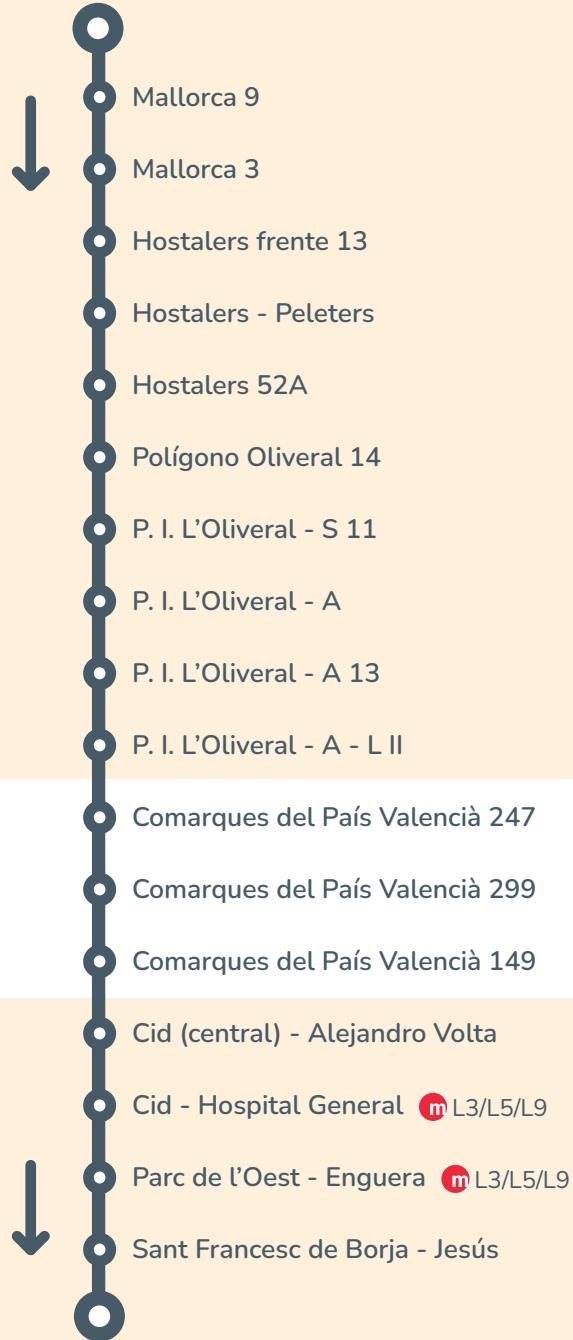 Mallorca 9
Mallorca 3
Hostalers frente 13
Hostalers - Peleters
Hostalers 52A
Polígono Oliveral 14
P. I. L’Oliveral - S 11
P. I. L’Oliveral - A
P. I. L’Oliveral - A 13
P. I. L’Oliveral - A - L II
Comarques del País Valencià 247
Comarques del País Valencià 299
Comarques del País Valencià 149
Cid (central) - Alejandro Volta
Cid - Hospital General m L3/L5/L9
Parc de l’Oest - Enguera m L3/L5/L9
Sant Francesc de Borja - Jesús